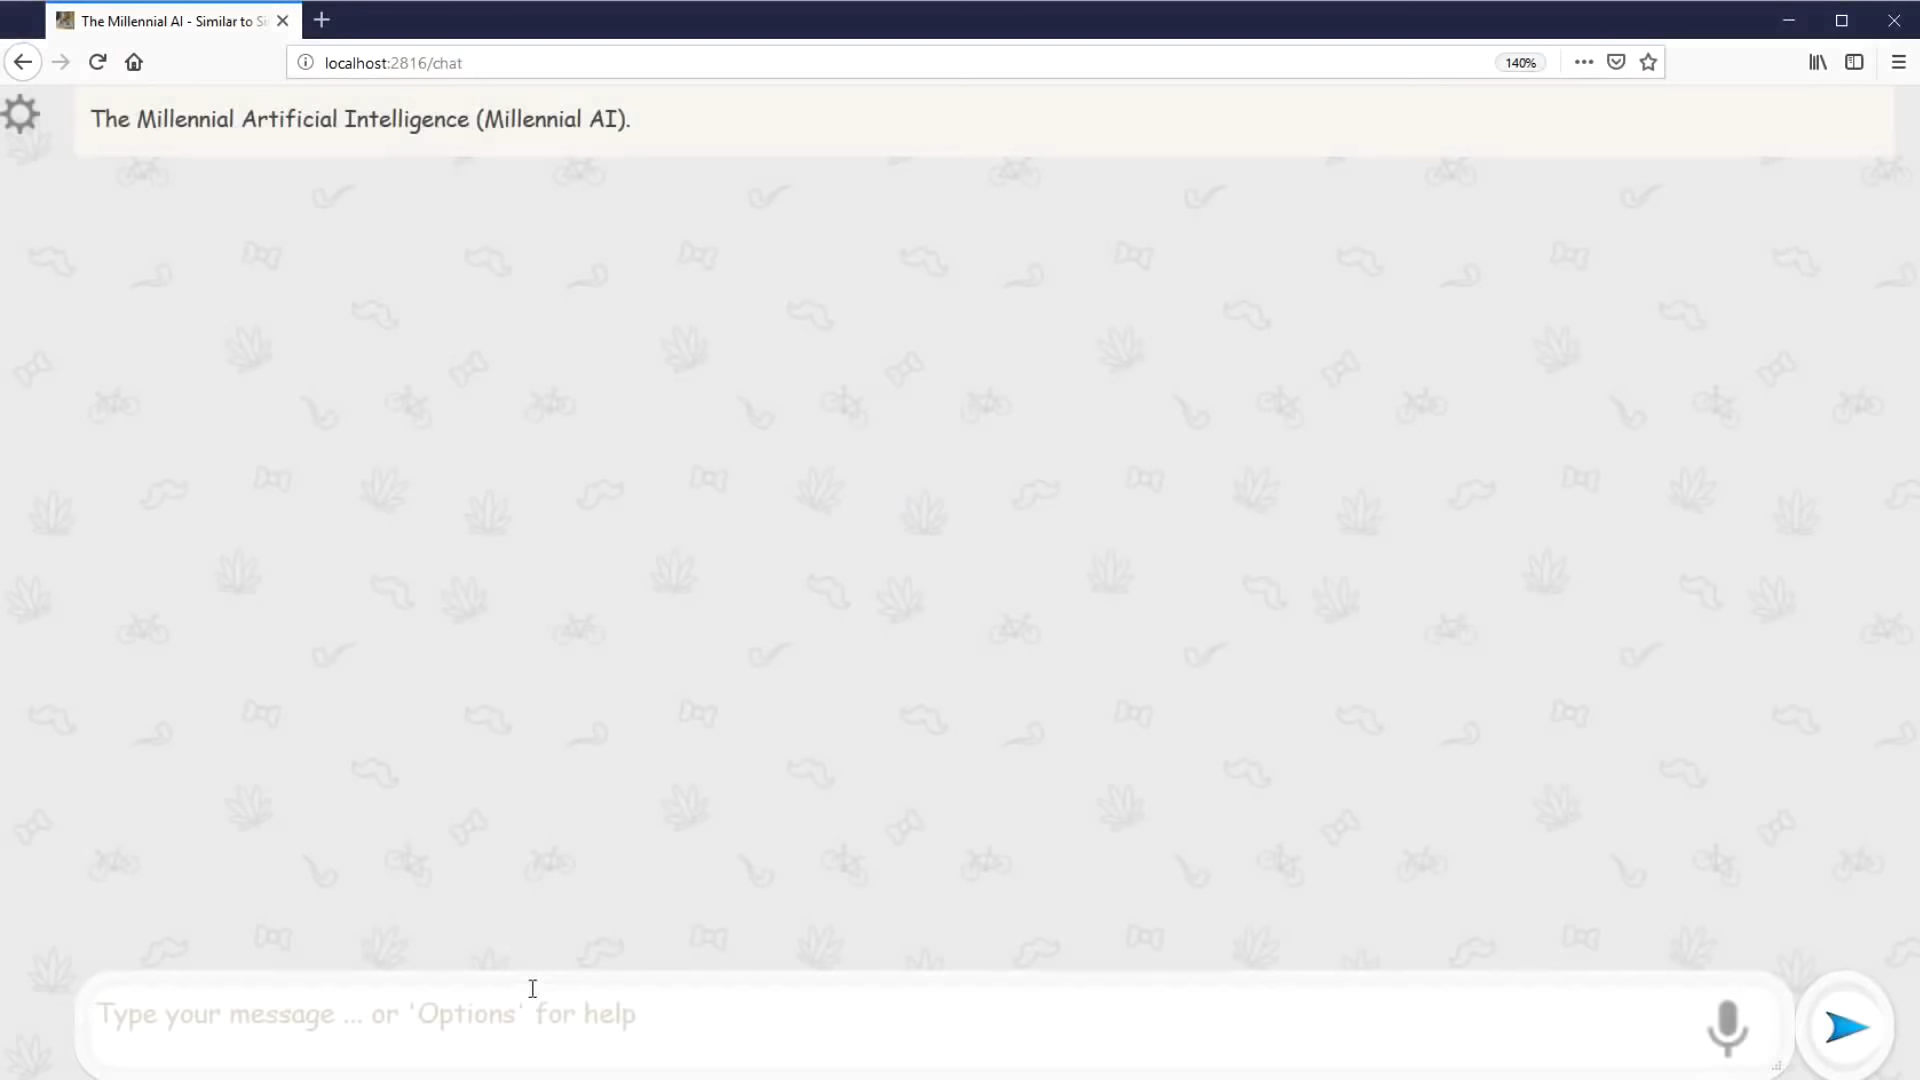 The Millennial AI - Similar to S
localhost:2816/chat
140%
The Millennial Artificial Intelligence (Millennial AI).
Type your message ... or 'Options' for help